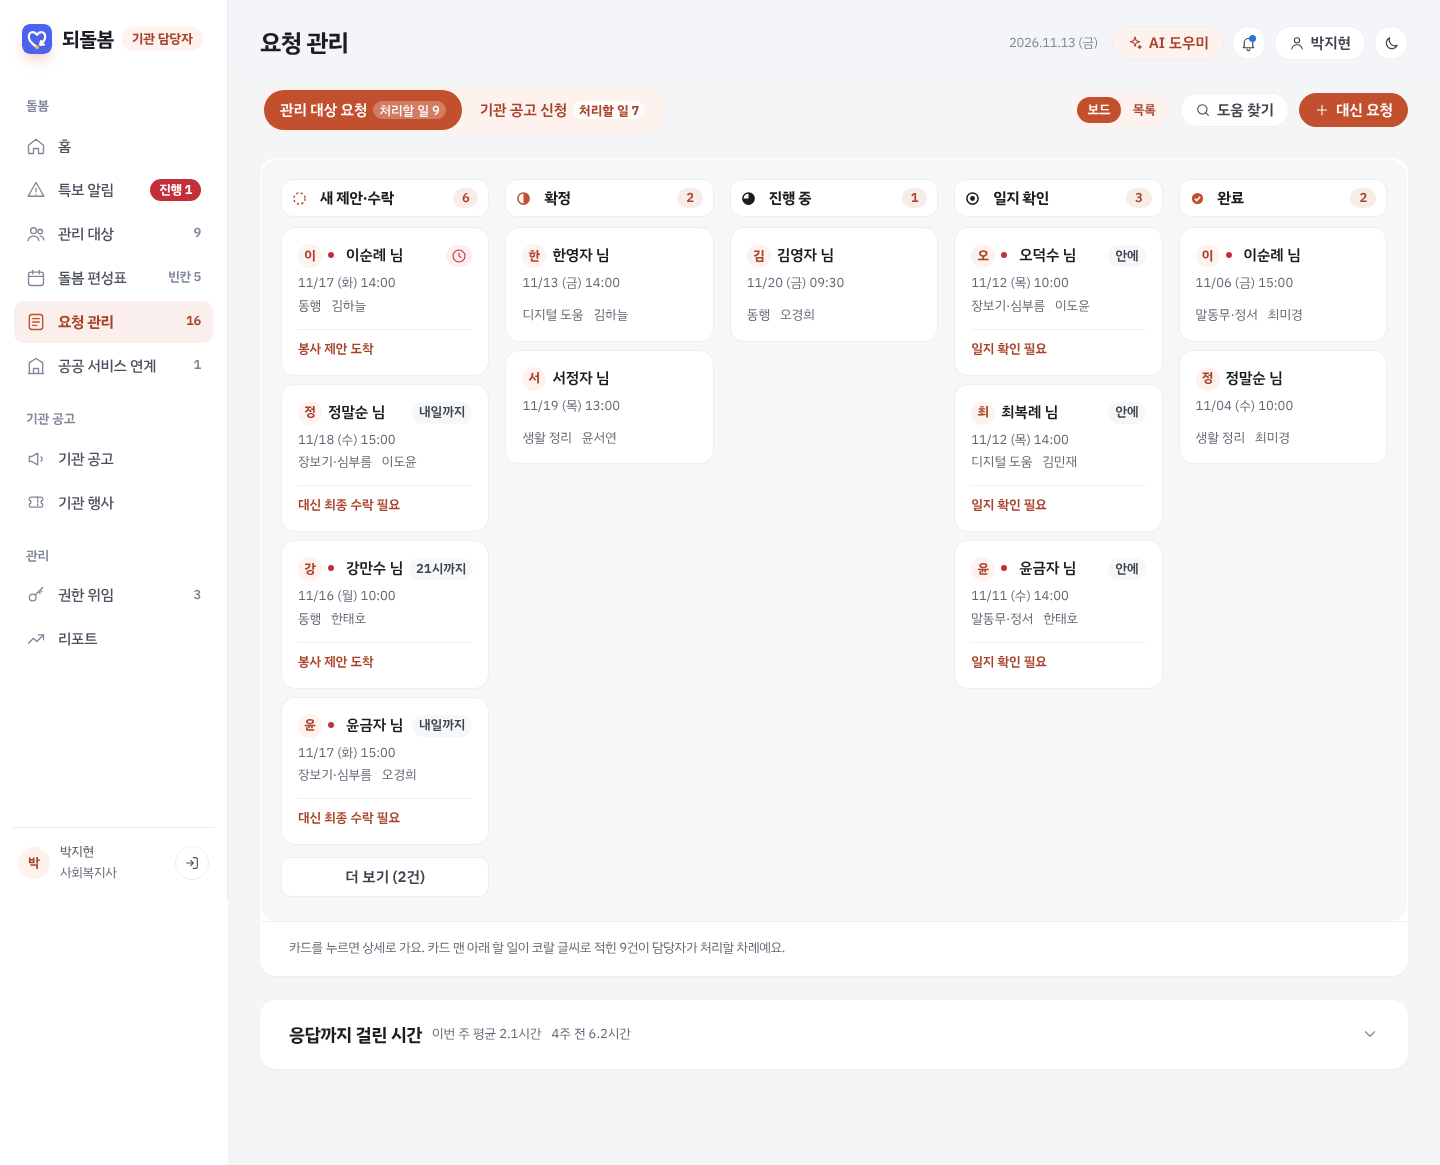 되돌봄 기관 담당자
돌봄
홈
특보 알림 진행 1
관리 대상 9
돌봄 편성표 빈칸 5
요청 관리 16
공공 서비스 연계 1
기관 공고
기관 공고
기관 행사
관리
권한 위임 3
리포트
박 박지현
사회복지사
요청 관리
2026.11.13 (금) AI 도우미 박지현
관리 대상 요청 처리할 일 9 기관 공고 신청 처리할 일 7
보드 목록 도움 찾기 대신 요청
새 제안·수락 6
이 이순례 님
11/17 (화) 14:00
동행 김하늘
봉사 제안 도착
정 정말순 님 내일까지
11/18 (수) 15:00
장보기·심부름 이도윤
대신 최종 수락 필요
강 강만수 님 21시까지
11/16 (월) 10:00
동행 한태호
봉사 제안 도착
윤 윤금자 님 내일까지
11/17 (화) 15:00
장보기·심부름 오경희
대신 최종 수락 필요
더 보기 (2건)
확정 2
한 한영자 님
11/13 (금) 14:00
디지털 도움 김하늘
서 서정자 님
11/19 (목) 13:00
생활 정리 윤서연
진행 중 1
김 김영자 님
11/20 (금) 09:30
동행 오경희
일지 확인 3
오 오덕수 님 안에
11/12 (목) 10:00
장보기·심부름 이도윤
일지 확인 필요
최 최복례 님 안에
11/12 (목) 14:00
디지털 도움 김민재
일지 확인 필요
윤 윤금자 님 안에
11/11 (수) 14:00
말동무·정서 한태호
일지 확인 필요
완료 2
이 이순례 님
11/06 (금) 15:00
말동무·정서 최미경
정 정말순 님
11/04 (수) 10:00
생활 정리 최미경
카드를 누르면 상세로 가요. 카드 맨 아래 할 일이 코랄 글씨로 적힌 9건이 담당자가 처리할 차례예요.
응답까지 걸린 시간 이번 주 평균 2.1시간 4주 전 6.2시간